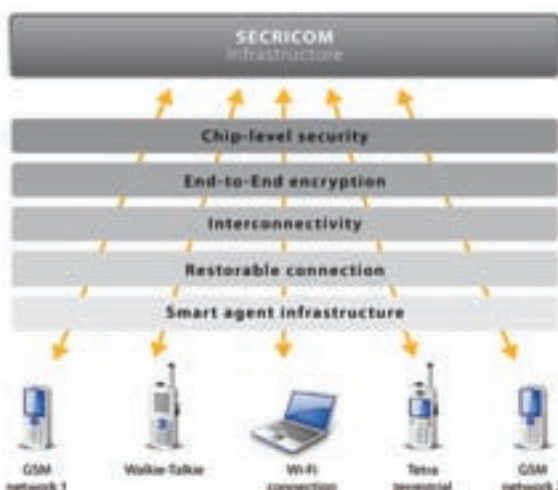 SECRICOM
Infrastructure
Chip-level security
End-to-End encryption
Interconnectivity
Restorable connection
Smart agent infrastructure
GSM
network 1
Walkie-Talkie
Wi-Fi
connection
Tetra
terrestrial
GSM
network